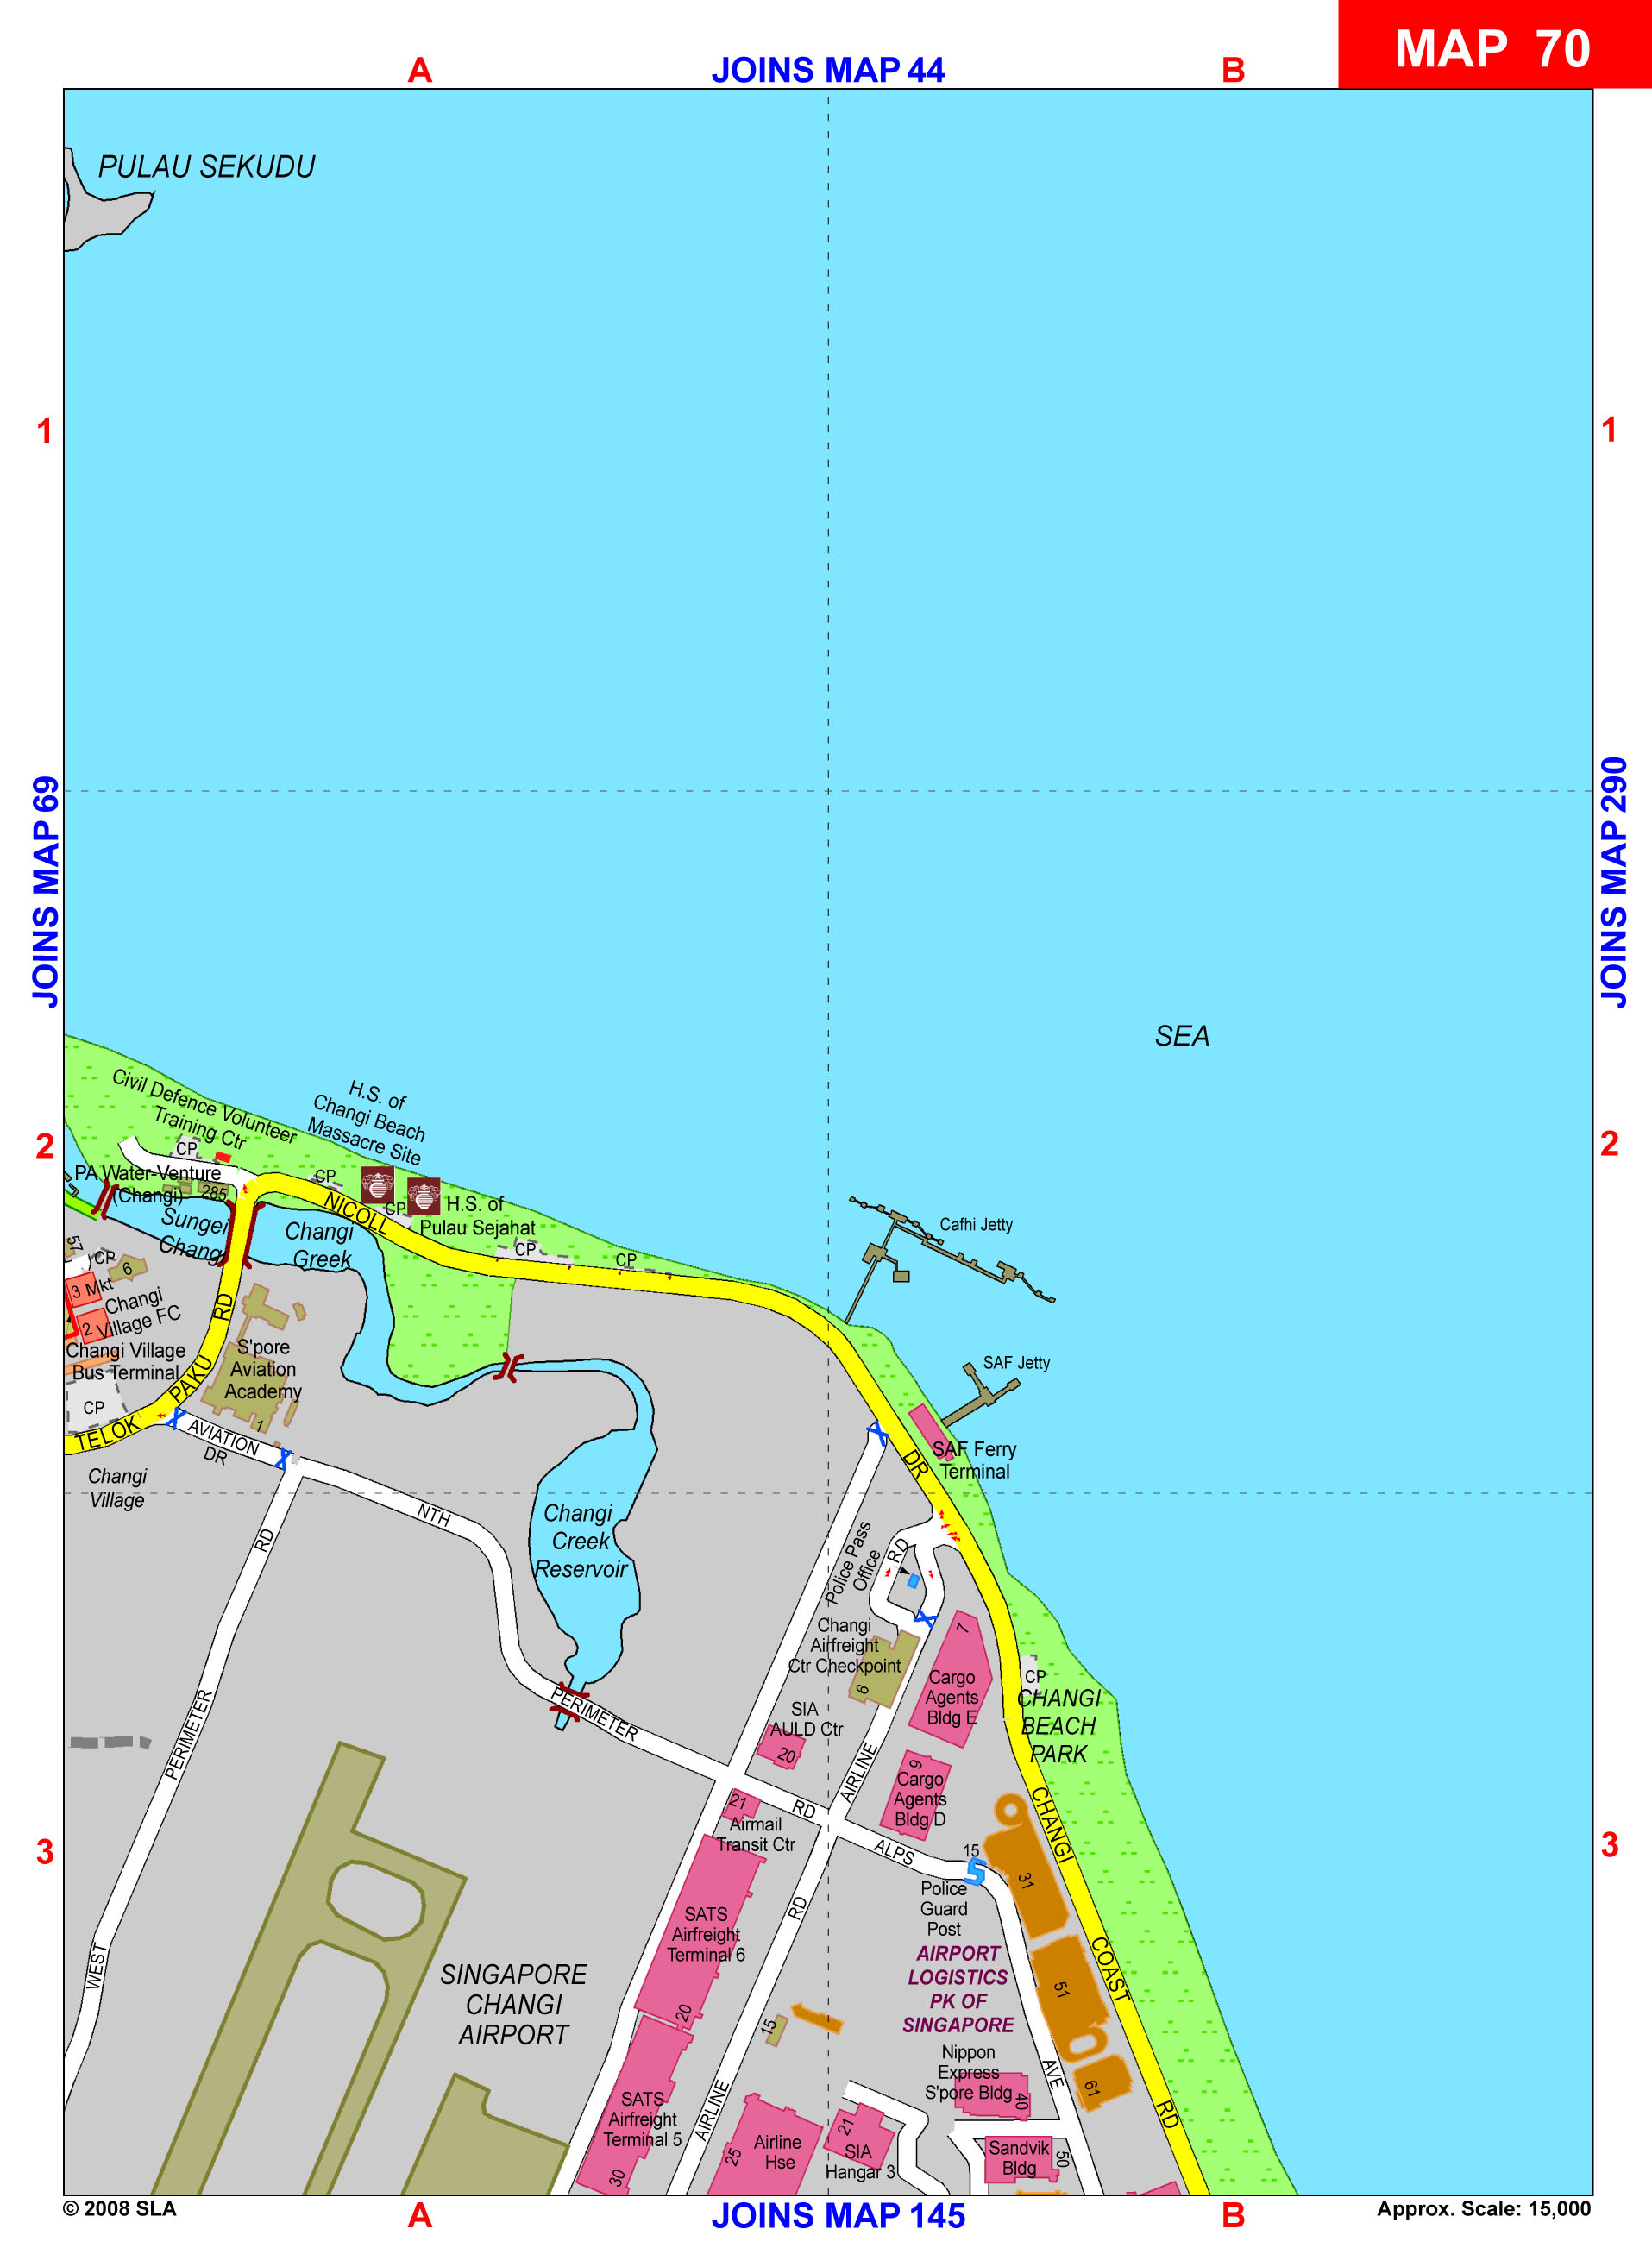 MAP 70
A
JOINS MAP 44
B
PULAU SEKUDU
1
1
JOINS MAP 69
JOINS MAP 290
SEA
2
2
Civil Defence Volunteer
Training Ctr
H.S. of
Changi Beach
Massacre Site
CP
CP
PA Water-Venture
(Changi)
285
CP
H.S. of
Pulau Sejahat
NICOLL
Sungei
Changi
Changi
Greek
CP
CP
Cafhi Jetty
57
CP
6
3 Mkt
2
Changi
Village FC
RD
Changi Village
Bus Terminal
S'pore
Aviation
Academy
1
PAKU
SAF Jetty
CP
TELOK
AVIATION
DR
DR
SAF Ferry
Terminal
Changi
Village
NTH
RD
Changi
Creek
Reservoir
Police Pass
Office
RD
Changi
Airfreight
Ctr Checkpoint
6
7
Cargo
Agents
Bldg E
CP
CHANGI
BEACH
PARK
PERIMETER
PERIMETER
SIA
AULD Ctr
20
AIRLINE
9
Cargo
Agents
Bldg D
CHANGI
21
Airmail
Transit Ctr
RD
ALPS
15
3
3
Police
Guard
Post
31
SATS
Airfreight
Terminal 6
20
RD
WEST
COAST
AIRPORT
LOGISTICS
PK OF
SINGAPORE
51
SINGAPORE
CHANGI
AIRPORT
15
Nippon
Express
S'pore Bldg
40
AVE
61
SATS
Airfreight
Terminal 5
30
AIRLINE
RD
25
Airline
Hse
21
SIA
Hangar 3
Sandvik
Bldg
50
© 2008 SLA
A
JOINS MAP 145
B
Approx. Scale: 15,000